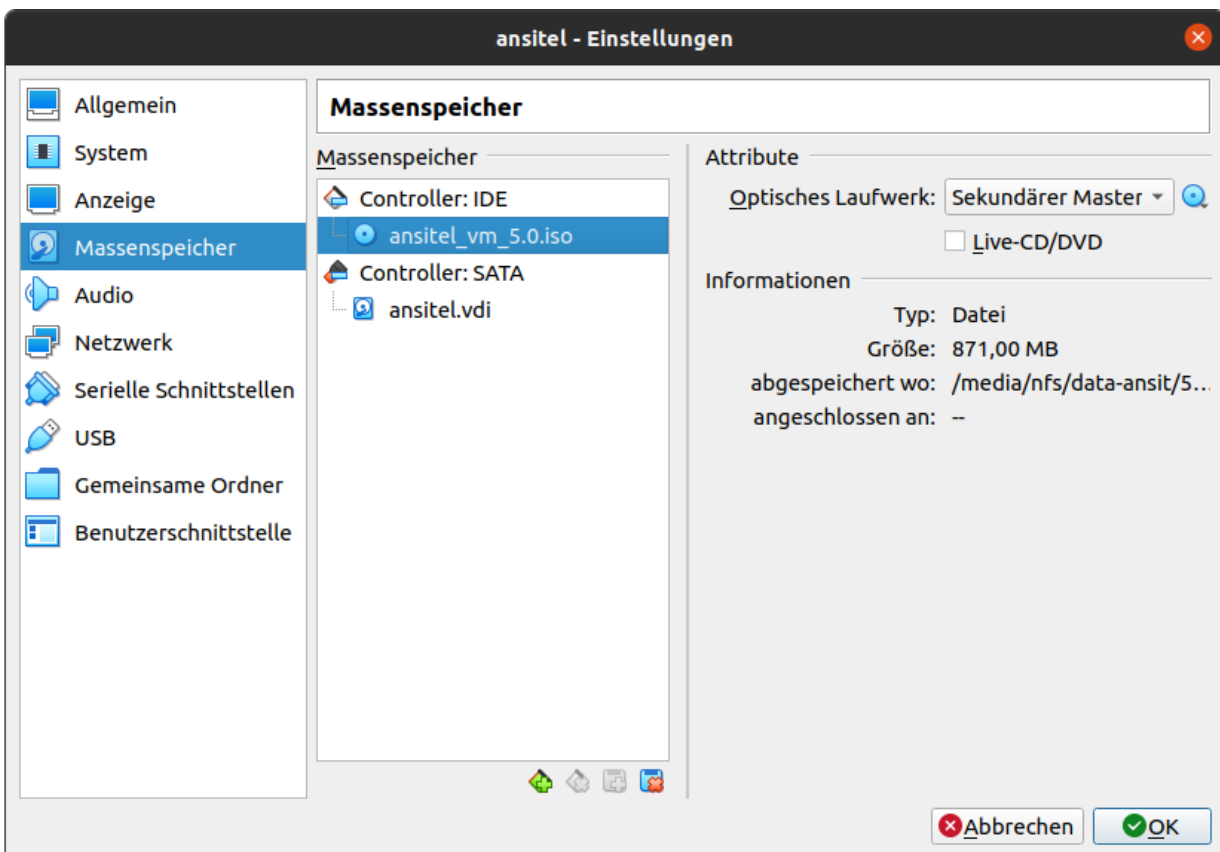 ansitel - Einstellungen
Allgemein
System
Anzeige
Massenspeicher
Audio
Netzwerk
Serielle Schnittstellen
USB
Gemeinsame Ordner
Benutzerschnittstelle
Massenspeicher
Massenspeicher
Controller: IDE
ansitel_vm_5.0.iso
Controller: SATA
ansitel.vdi
Attribute
Optisches Laufwerk: Sekundärer Master
Live-CD/DVD
Informationen
Typ: Datei
Größe: 871,00 MB
abgespeichert wo: /media/nfs/data-ansit/5...
angeschlossen an: --
Abbrechen OK